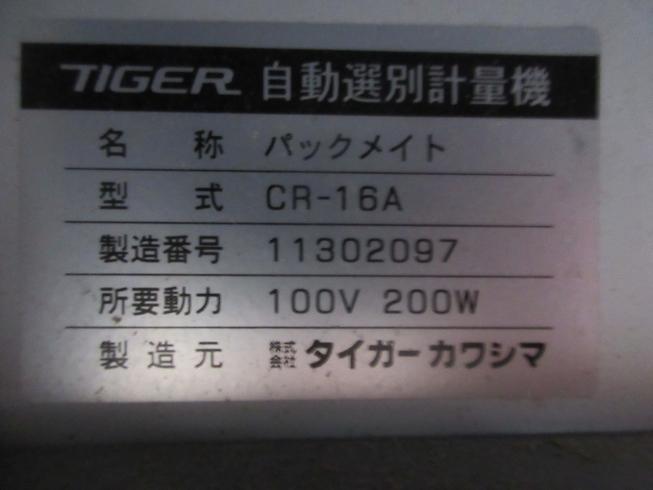 TIGER 自動選別計量機
名称 パックメイト
型式 CR-16A
製造番号 11302097
所要動力 100V 200W
製造元 株式会社 タイガーカワシマ